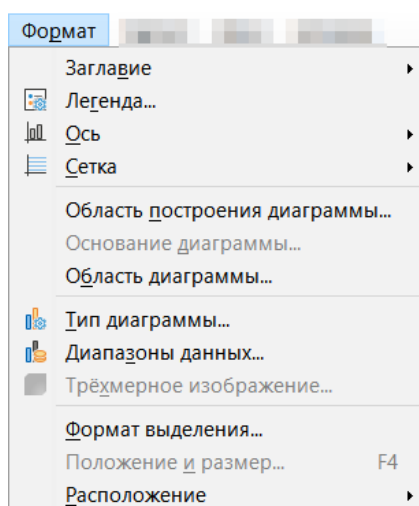 Формат
Заглавие
Легенда...
Ось
Сетка
Область построения диаграммы...
Основание диаграммы...
Область диаграммы...
Тип диаграммы...
Диапазоны данных...
Трёхмерное изображение...
Формат выделения...
Положение и размер... F4
Расположение